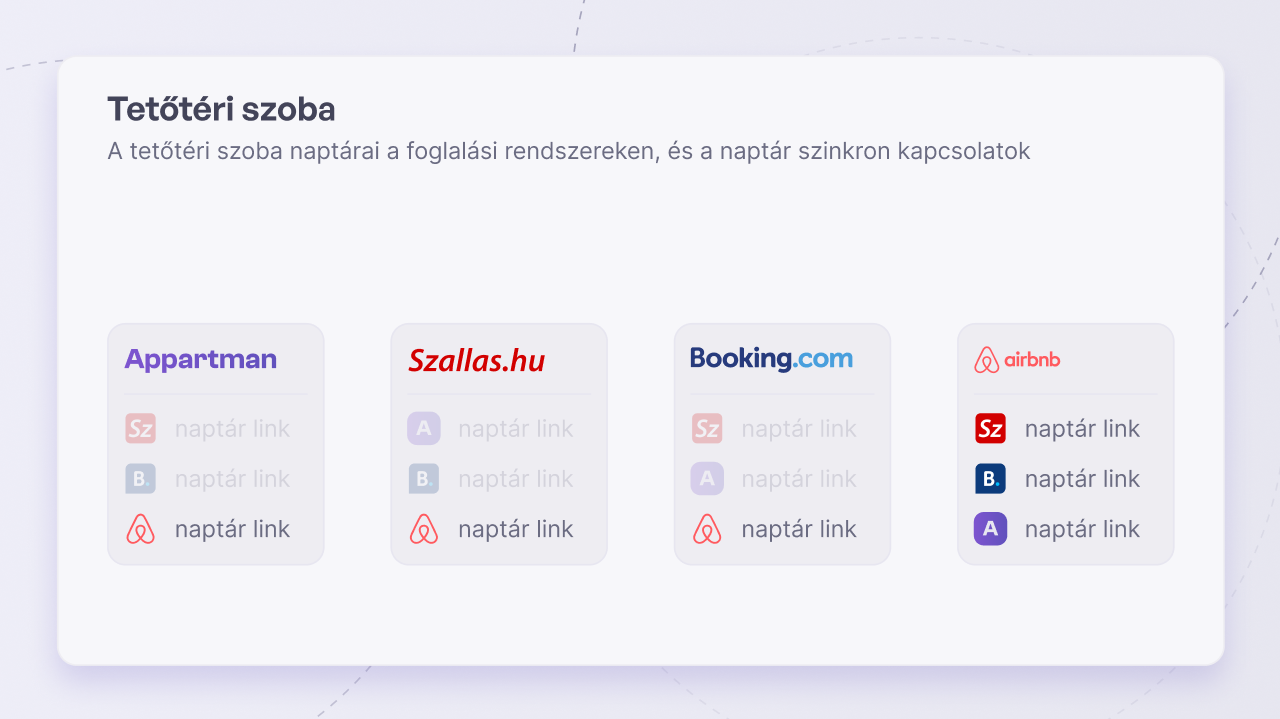 Tetőtéri szoba
A tetőtéri szoba naptárai a foglalási rendszereken, és a naptár szinkron kapcsolatok
Appartman
Sz naptár link
B. naptár link
naptár link
Szallas.hu
A naptár link
B. naptár link
naptár link
Booking.com
Sz naptár link
A naptár link
naptár link
airbnb
Sz naptár link
B. naptár link
A naptár link